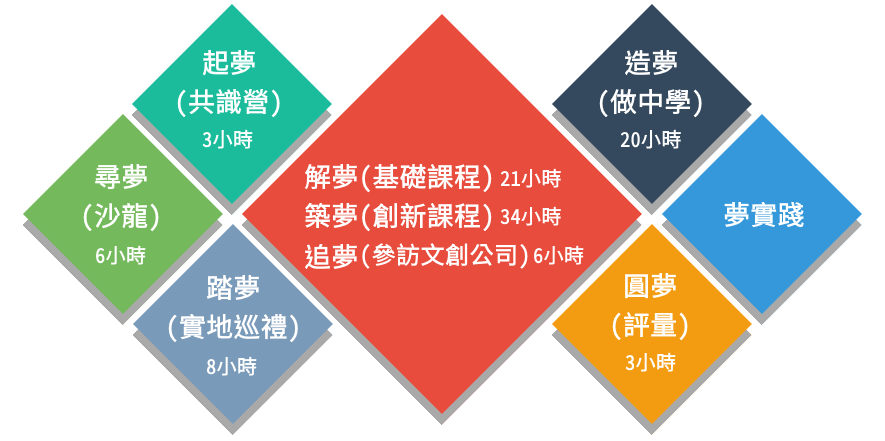 起夢
(共識營)
3小時
尋夢
(沙龍)
6小時
踏夢
(實地巡禮)
8小時
解夢(基礎課程) 21小時
築夢(創新課程) 34小時
追夢(參訪文創公司) 6小時
造夢
(做中學)
20小時
夢實踐
圓夢
(評量)
3小時